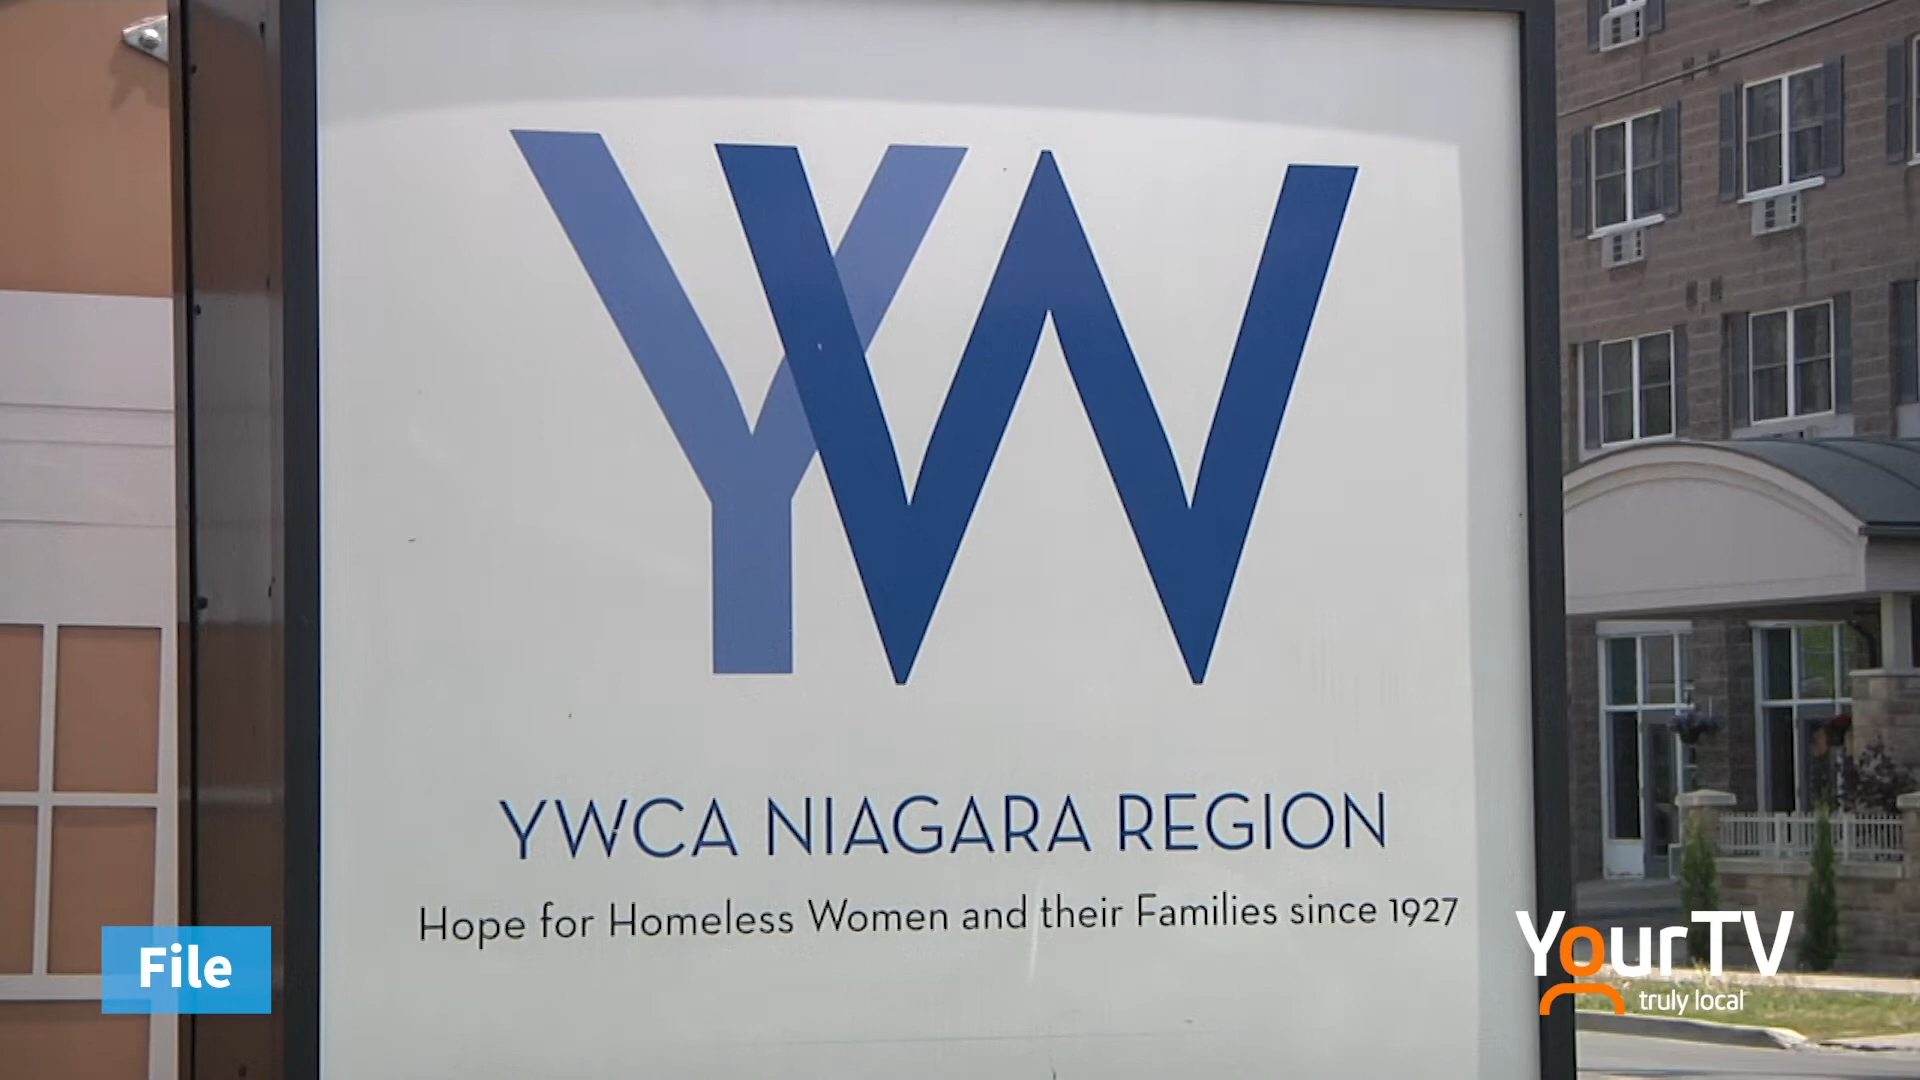 YW
YWCA NIAGARA REGION
Hope for Homeless Women and their Families since 1927
File
YourTV
truly local